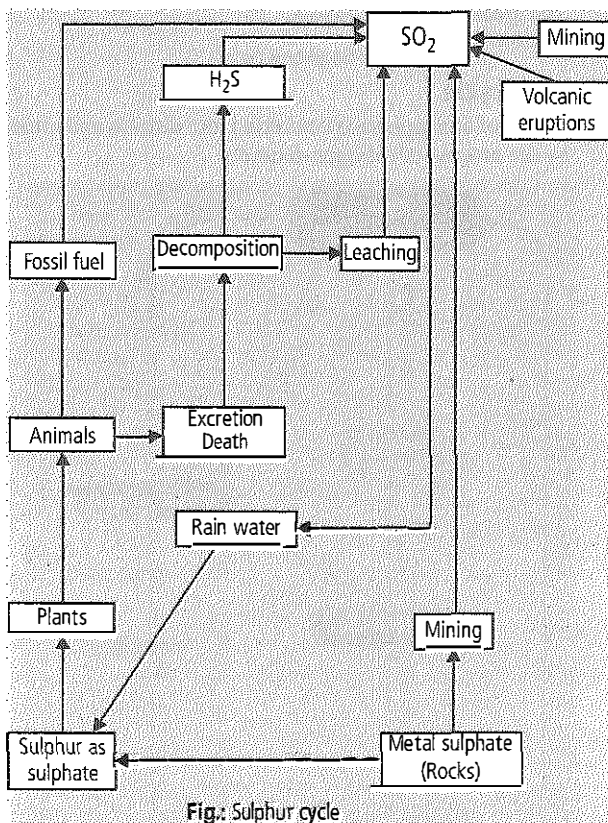 SO₂
Mining
H₂S
Volcanic
eruptions
Fossil fuel
Decomposition
Leaching
Animals
Excretion
Death
Rain water
Plants
Mining
Sulphur as
sulphate
Metal sulphate
(Rocks)
Fig.: Sulphur cycle